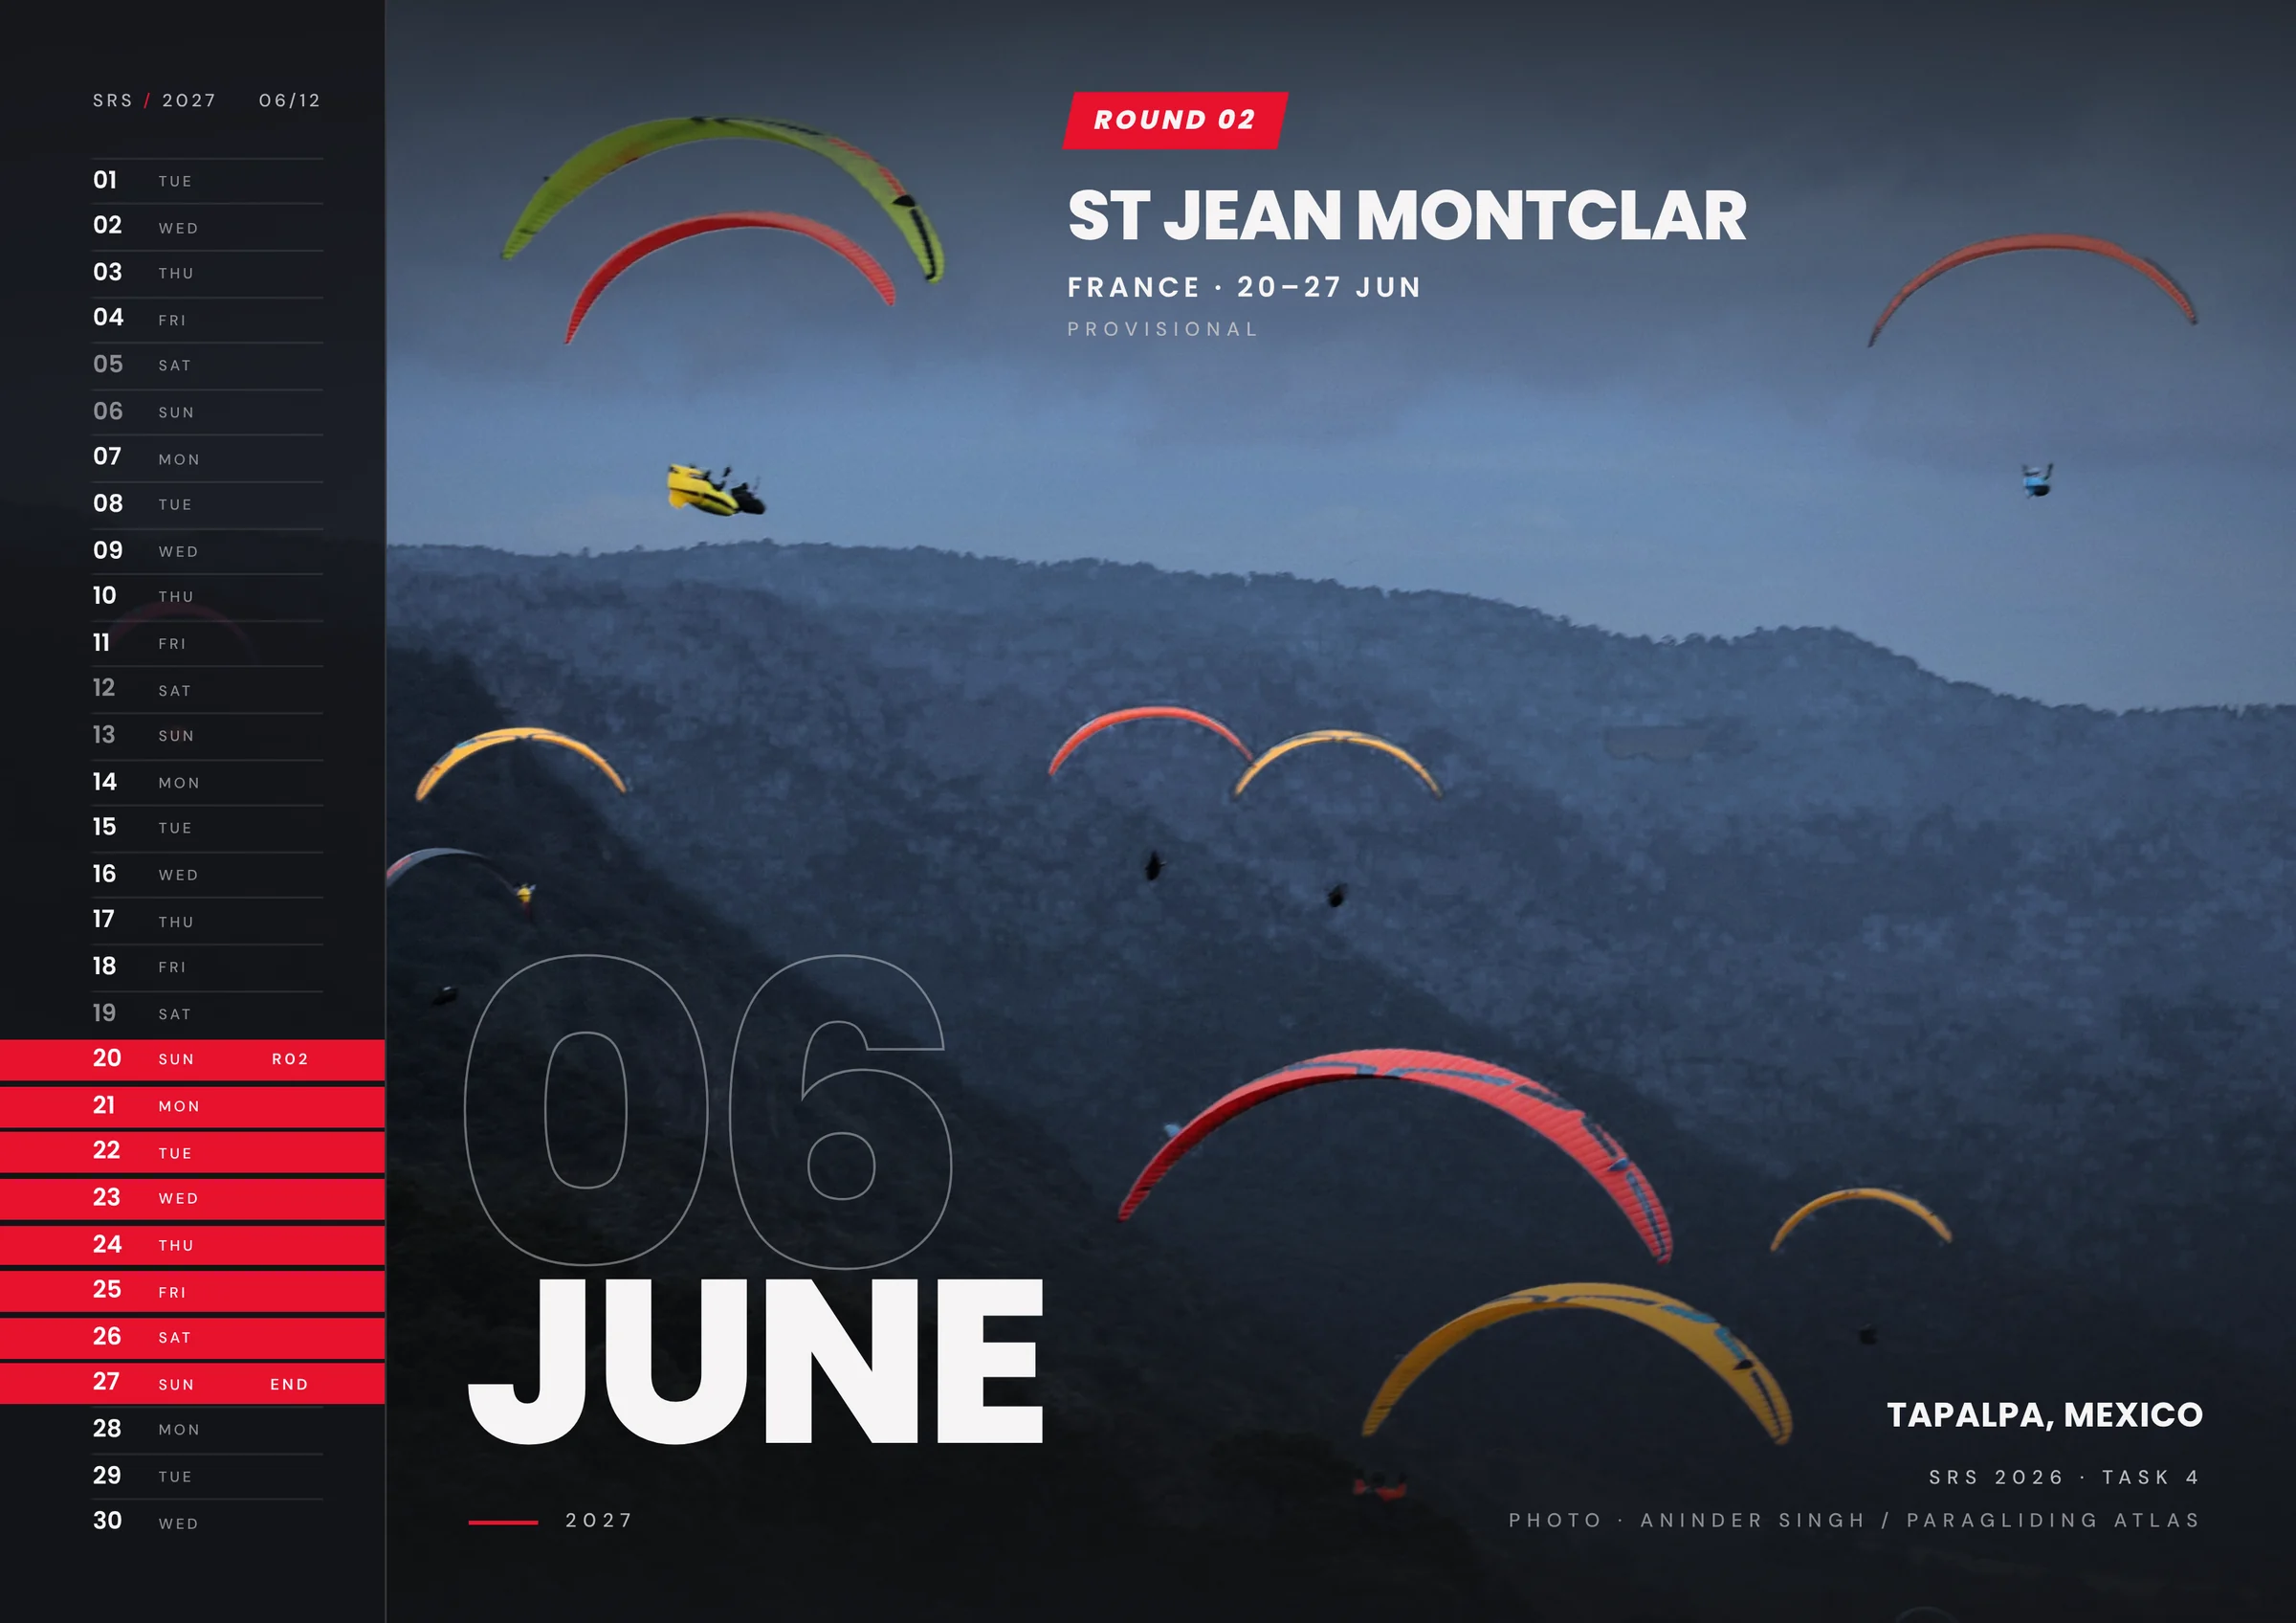 SRS / 2027 06/12
01 TUE
02 WED
03 THU
04 FRI
05 SAT
06 SUN
07 MON
08 TUE
09 WED
10 THU
11 FRI
12 SAT
13 SUN
14 MON
15 TUE
16 WED
17 THU
18 FRI
19 SAT
20 SUN R02
21 MON
22 TUE
23 WED
24 THU
25 FRI
26 SAT
27 SUN END
28 MON
29 TUE
30 WED
ROUND 02
ST JEAN MONTCLAR
FRANCE · 20–27 JUN
PROVISIONAL
06
JUNE
2027
TAPALPA, MEXICO
SRS 2026 · TASK 4
PHOTO · ANINDER SINGH / PARAGLIDING ATLAS